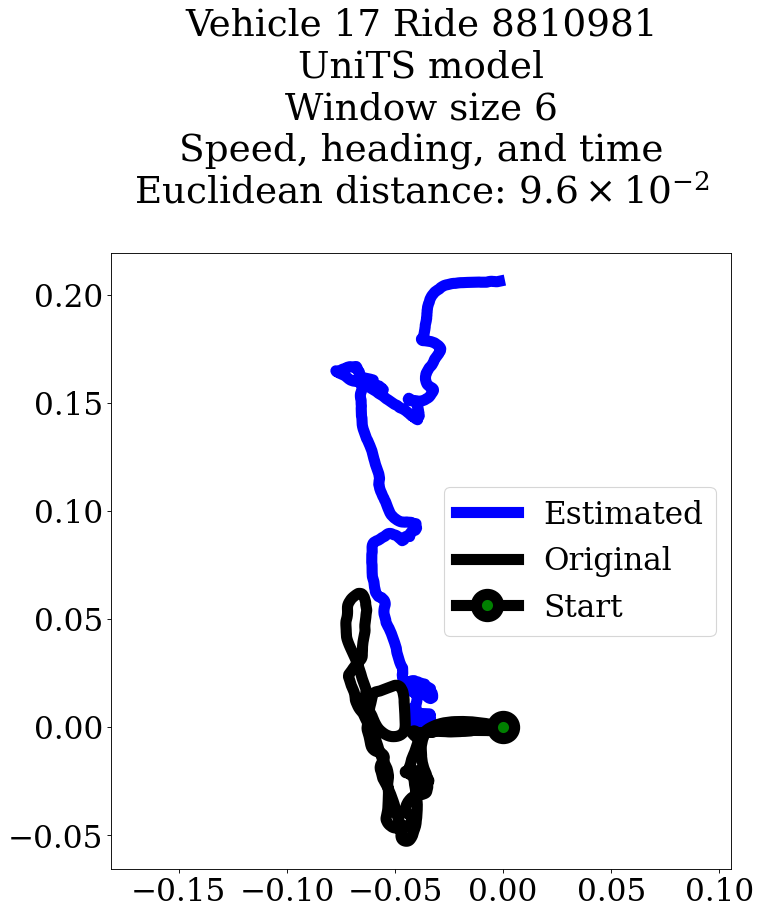 Vehicle 17 Ride 8810981
UniTS model
Window size 6
Speed, heading, and time
Euclidean distance: 9.6 × 10⁻²
0.20
0.15
0.10
0.05
0.00
−0.05
Estimated
Original
Start
−0.15 −0.10 −0.05 0.00 0.05 0.10